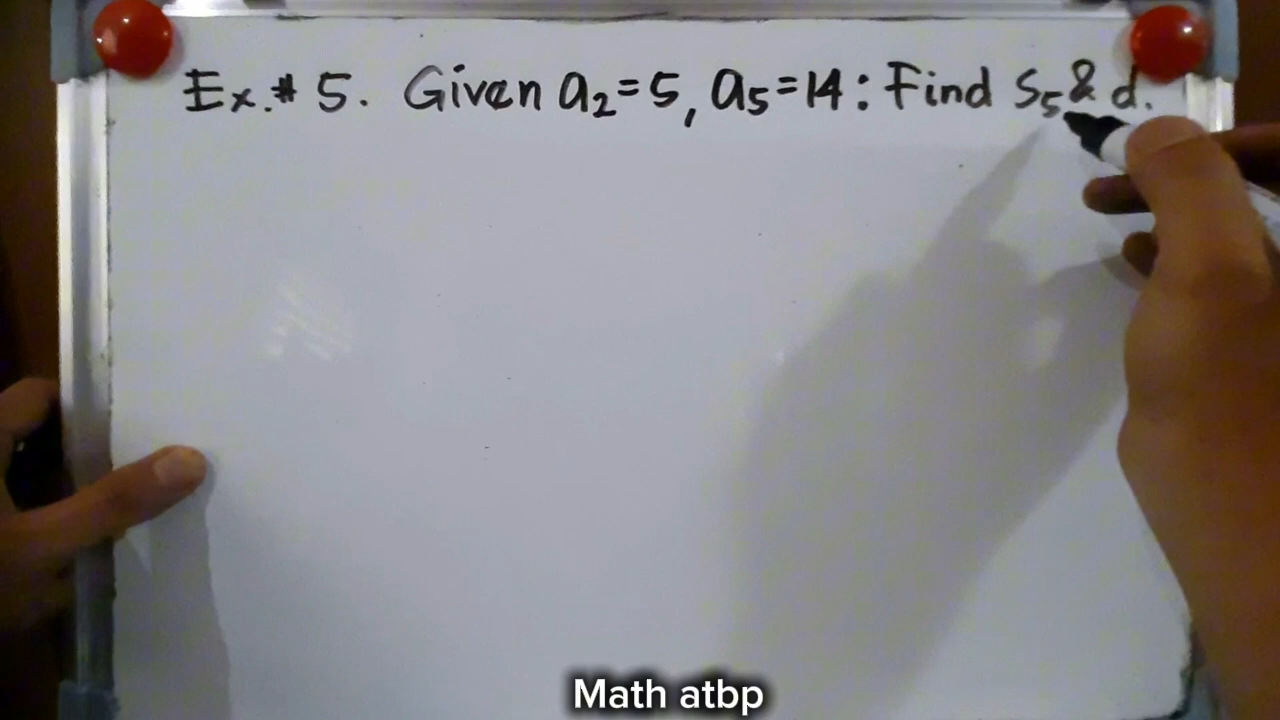 Ex.# 5. Given a₂=5, a₅=14: Find S₅ & d.
Math atbp